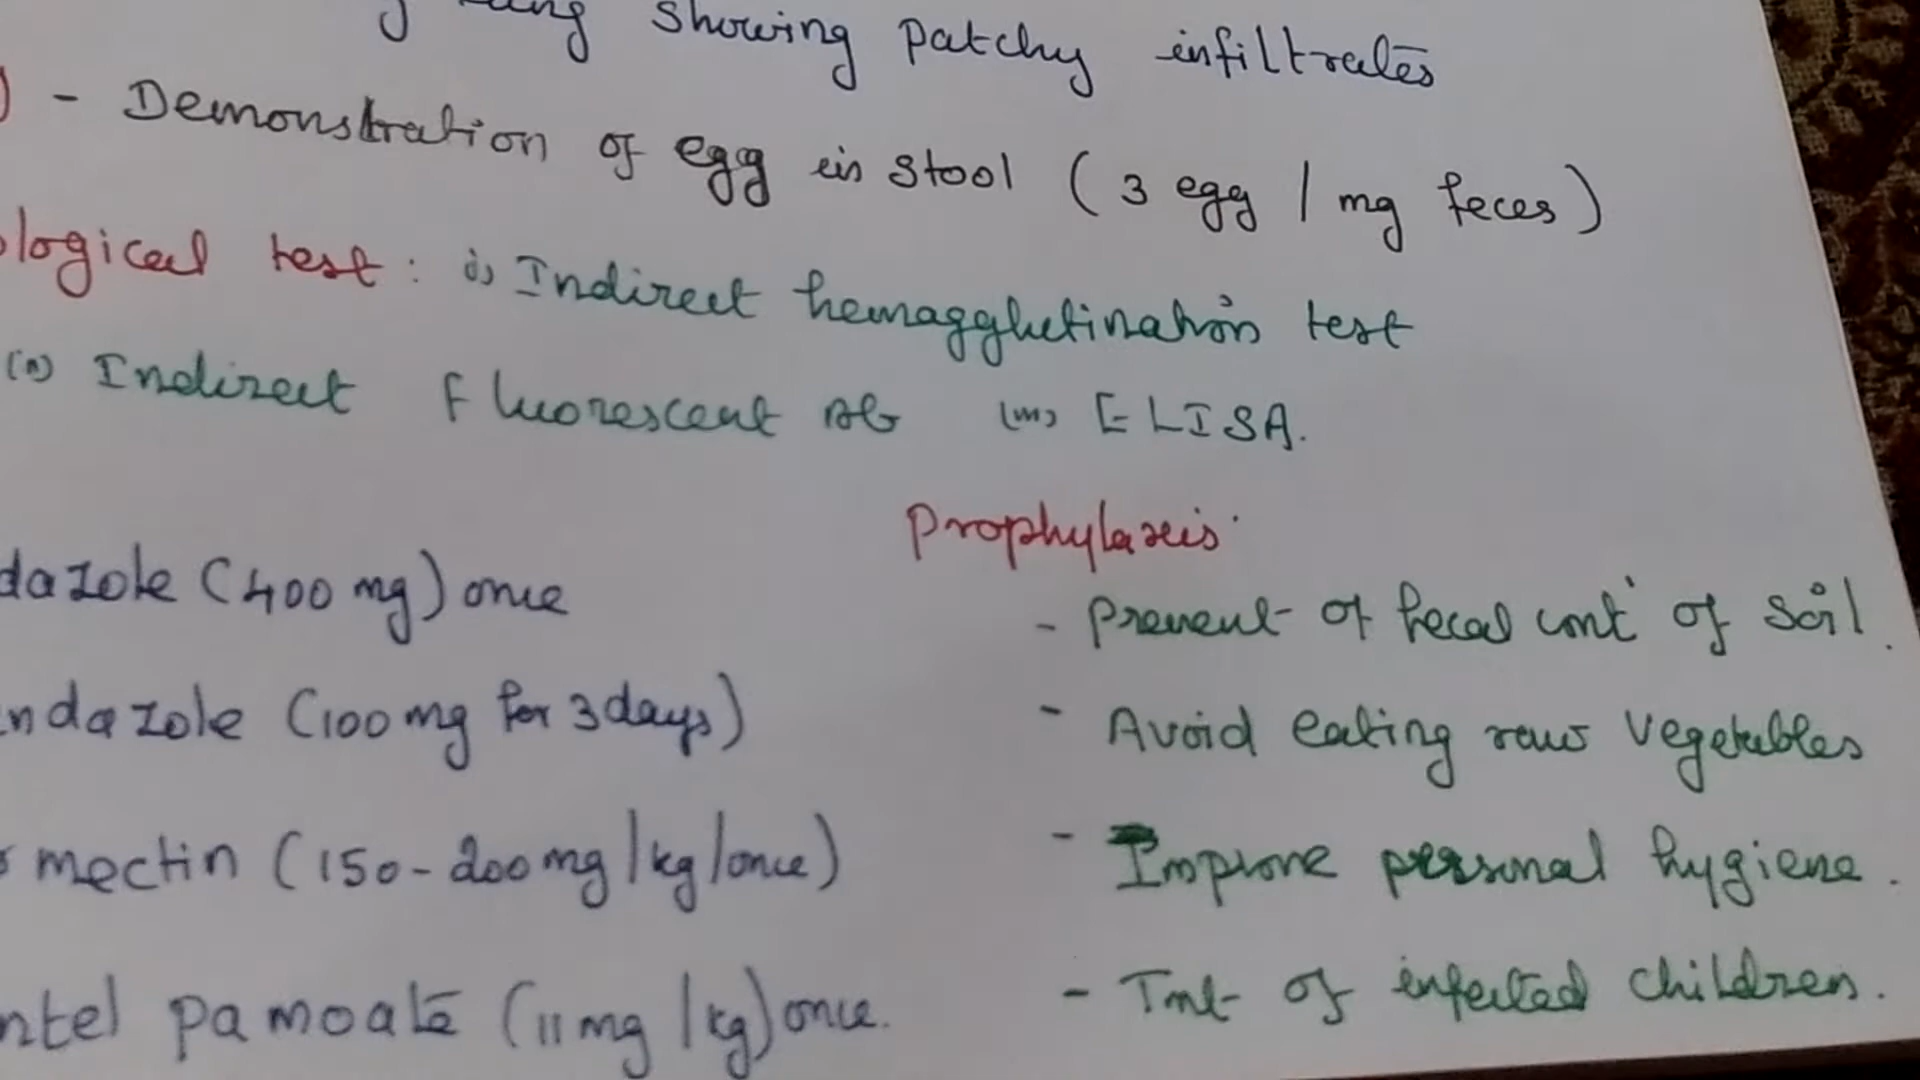 showing patchy infiltrates
- Demonstration of egg in stool (3 egg / mg feces)
logical test: i) Indirect hemagglutination test
(ii) Indirect Fluorescent Ab (iii) ELISA.
Prophylaxis
dazole (400 mg) once
- prevent of fecal cont of soil.
ndazole (100 mg for 3 days)
- Avoid eating raw vegetables
mectin (150-200 mg/kg/once)
- Improve personal hygiene.
ntel pamoate (11 mg/kg) once.
- Tmt of infected children.